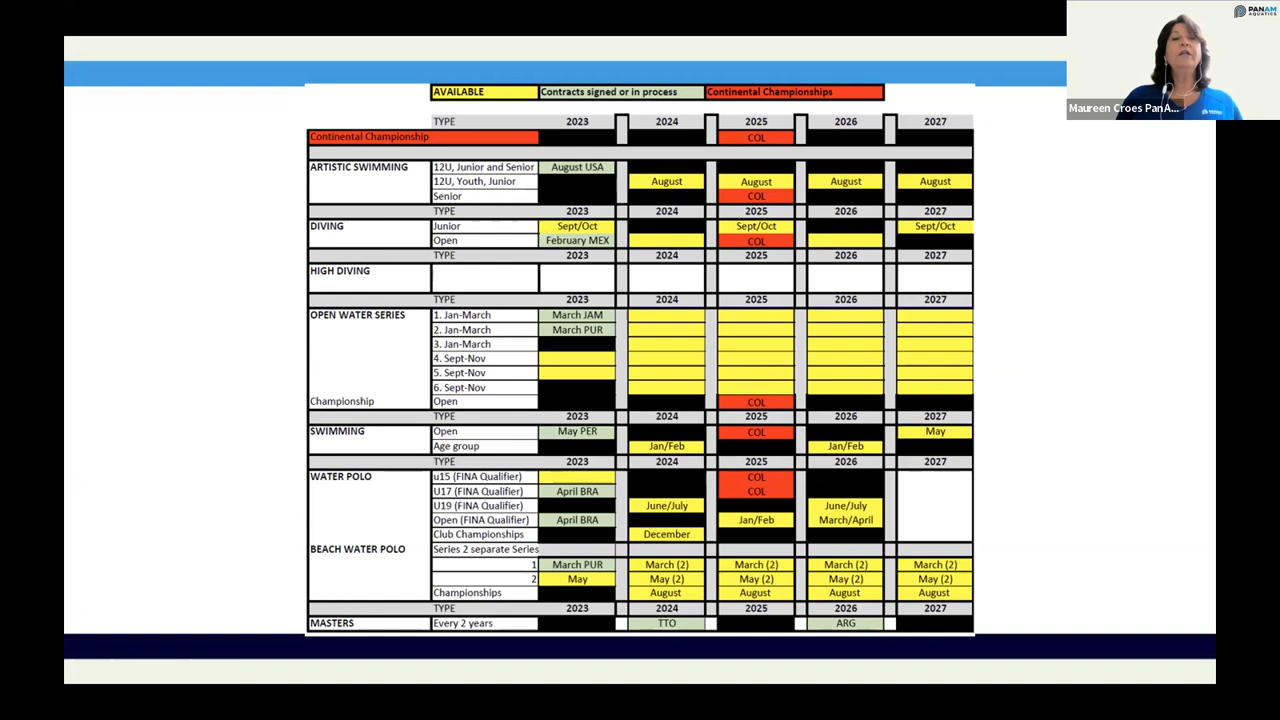 PANAM
AQUATICS
Maureen Croes PanA...
AVAILABLE Contracts signed or in process Continental Championships
TYPE 2023 2024 2025 2026 2027
Continental Championship COL
ARTISTIC SWIMMING 12U, Junior and Senior August USA
12U, Youth, Junior August August August August
Senior COL
TYPE 2023 2024 2025 2026 2027
DIVING Junior Sept/Oct Sept/Oct Sept/Oct
Open February MEX COL
TYPE 2023 2024 2025 2026 2027
HIGH DIVING
TYPE 2023 2024 2025 2026 2027
OPEN WATER SERIES 1. Jan-March March JAM
2. Jan-March March PUR
3. Jan-March
4. Sept-Nov
5. Sept-Nov
6. Sept-Nov
Championship Open COL
TYPE 2023 2024 2025 2026 2027
SWIMMING Open May PER COL May
Age group Jan/Feb Jan/Feb
TYPE 2023 2024 2025 2026 2027
WATER POLO u15 (FINA Qualifier) COL
U17 (FINA Qualifier) April BRA COL
U19 (FINA Qualifier) June/July June/July
Open (FINA Qualifier) April BRA Jan/Feb March/April
Club Championships December
BEACH WATER POLO Series 2 separate Series
1 March PUR March (2) March (2) March (2) March (2)
2 May May (2) May (2) May (2) May (2)
Championships August August August August
TYPE 2023 2024 2025 2026 2027
MASTERS Every 2 years TTO ARG